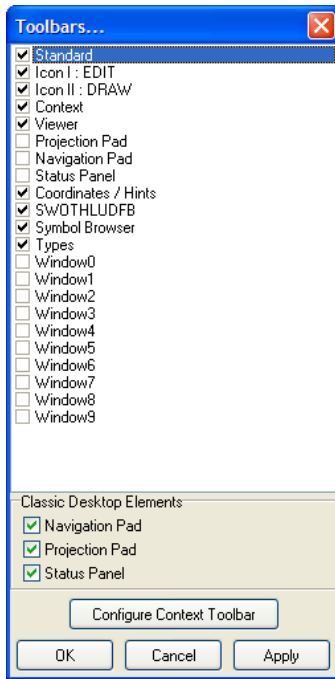 Toolbars...
Standard
Icon I : EDIT
Icon II : DRAW
Context
Viewer
Projection Pad
Navigation Pad
Status Panel
Coordinates / Hints
SWOTHLUDFB
Symbol Browser
Types
Window0
Window1
Window2
Window3
Window4
Window5
Window6
Window7
Window8
Window9
Classic Desktop Elements
Navigation Pad
Projection Pad
Status Panel
Configure Context Toolbar
OK Cancel Apply